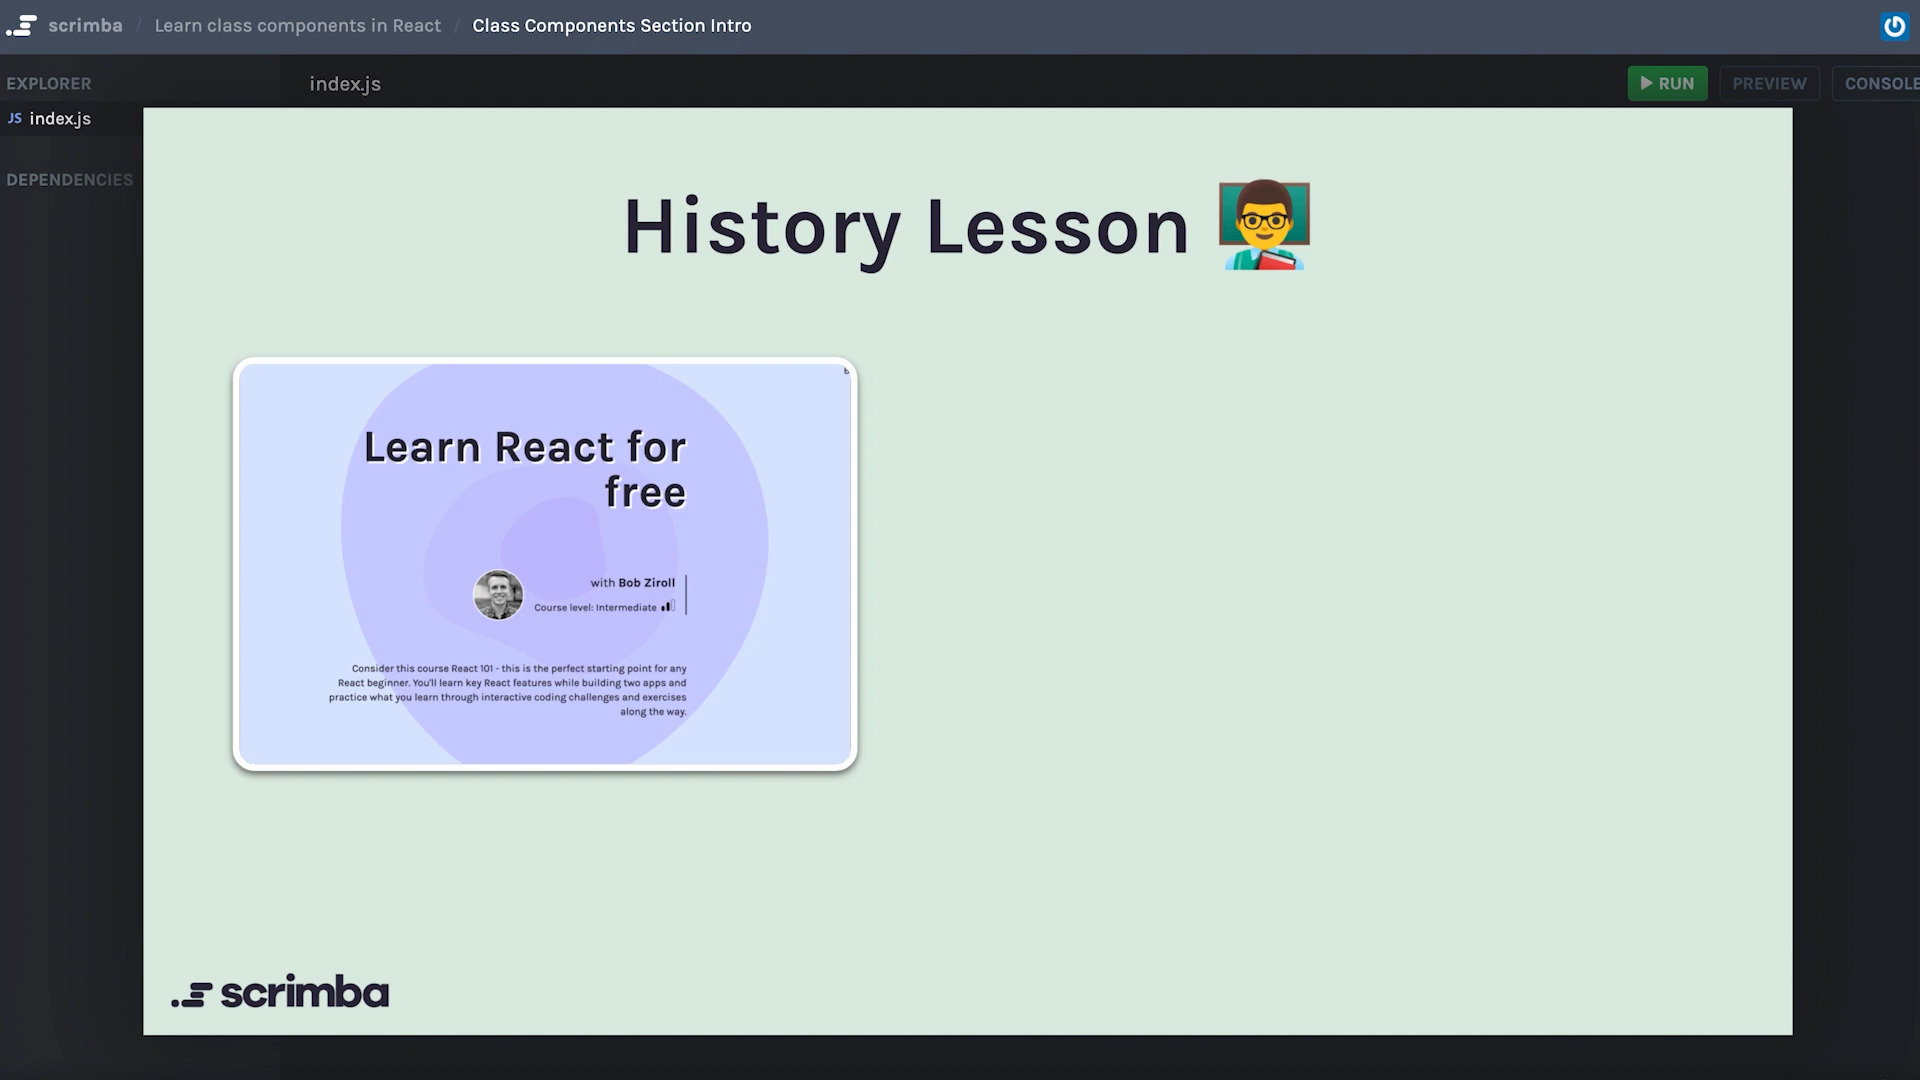 scrimba / Learn class components in React / Class Components Section Intro
EXPLORER
index.js
RUN
PREVIEW
CONSOLE
JS index.js
DEPENDENCIES
History Lesson
Learn React for
free
with Bob Ziroll
Course level: Intermediate
Consider this course React 101 - this is the perfect starting point for any
React beginner. You'll learn key React features while building two apps and
practice what you learn through interactive coding challenges and exercises
along the way.
scrimba